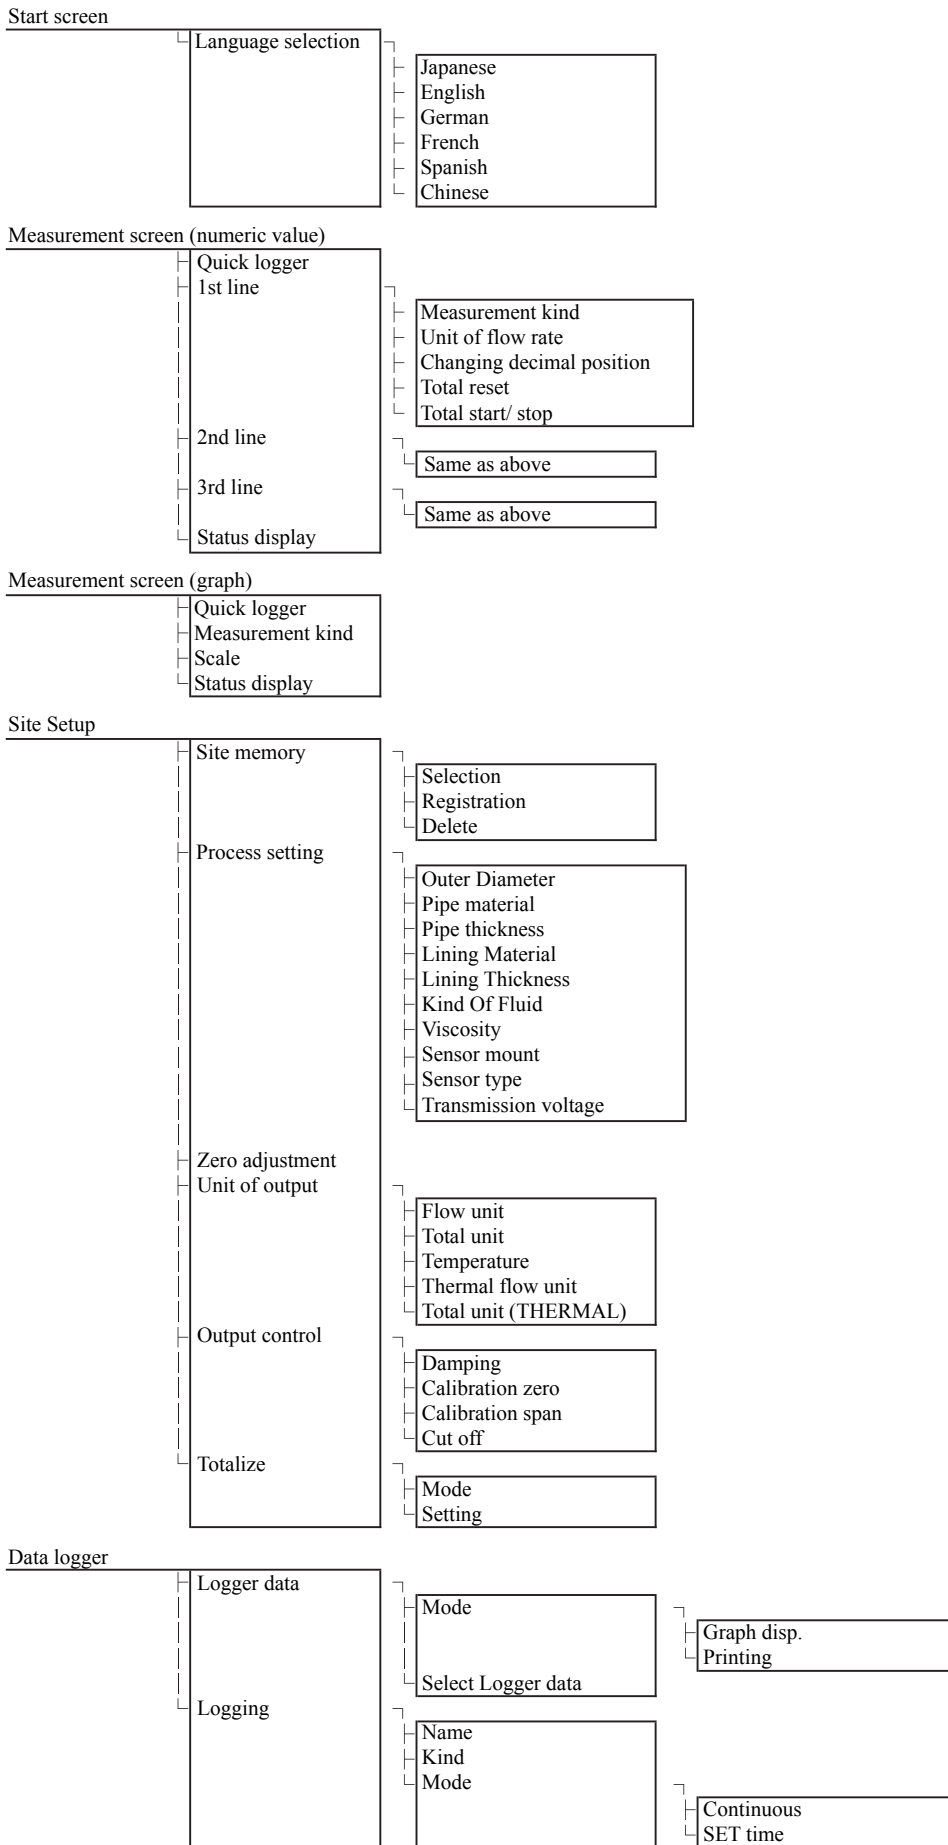 Start screen
Language selection
Japanese
English
German
French
Spanish
Chinese
Measurement screen (numeric value)
Quick logger
1st line
Measurement kind
Unit of flow rate
Changing decimal position
Total reset
Total start/ stop
2nd line
Same as above
3rd line
Same as above
Status display
Measurement screen (graph)
Quick logger
Measurement kind
Scale
Status display
Site Setup
Site memory
Selection
Registration
Delete
Process setting
Outer Diameter
Pipe material
Pipe thickness
Lining Material
Lining Thickness
Kind Of Fluid
Viscosity
Sensor mount
Sensor type
Transmission voltage
Zero adjustment
Unit of output
Flow unit
Total unit
Temperature
Thermal flow unit
Total unit (THERMAL)
Output control
Damping
Calibration zero
Calibration span
Cut off
Totalize
Mode
Setting
Data logger
Logger data
Mode
Graph disp.
Printing
Select Logger data
Logging
Name
Kind
Mode
Continuous
SET time